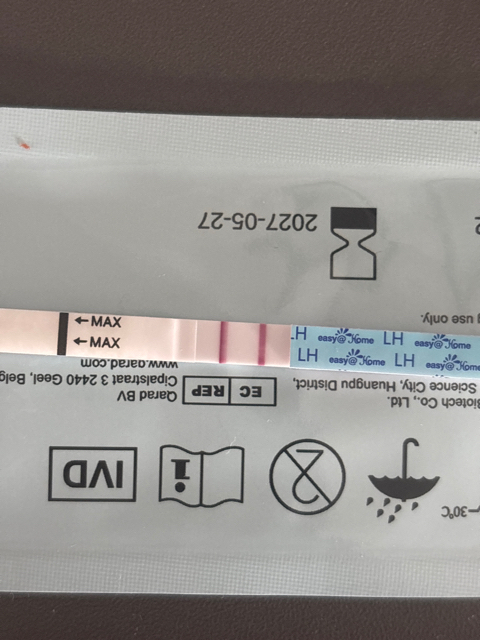 2027-05-27
g use only.
← MAX
← MAX
LH easy@Home LH easy@Home
LH easy@Home LH easy@Home
Biotech Co., Ltd.
Science City, Huangpu District,
EC REP
Qarad BV
Cipalstraat 3 2440 Geel, Belg
www.qarad.com
IVD
i
2
30°C